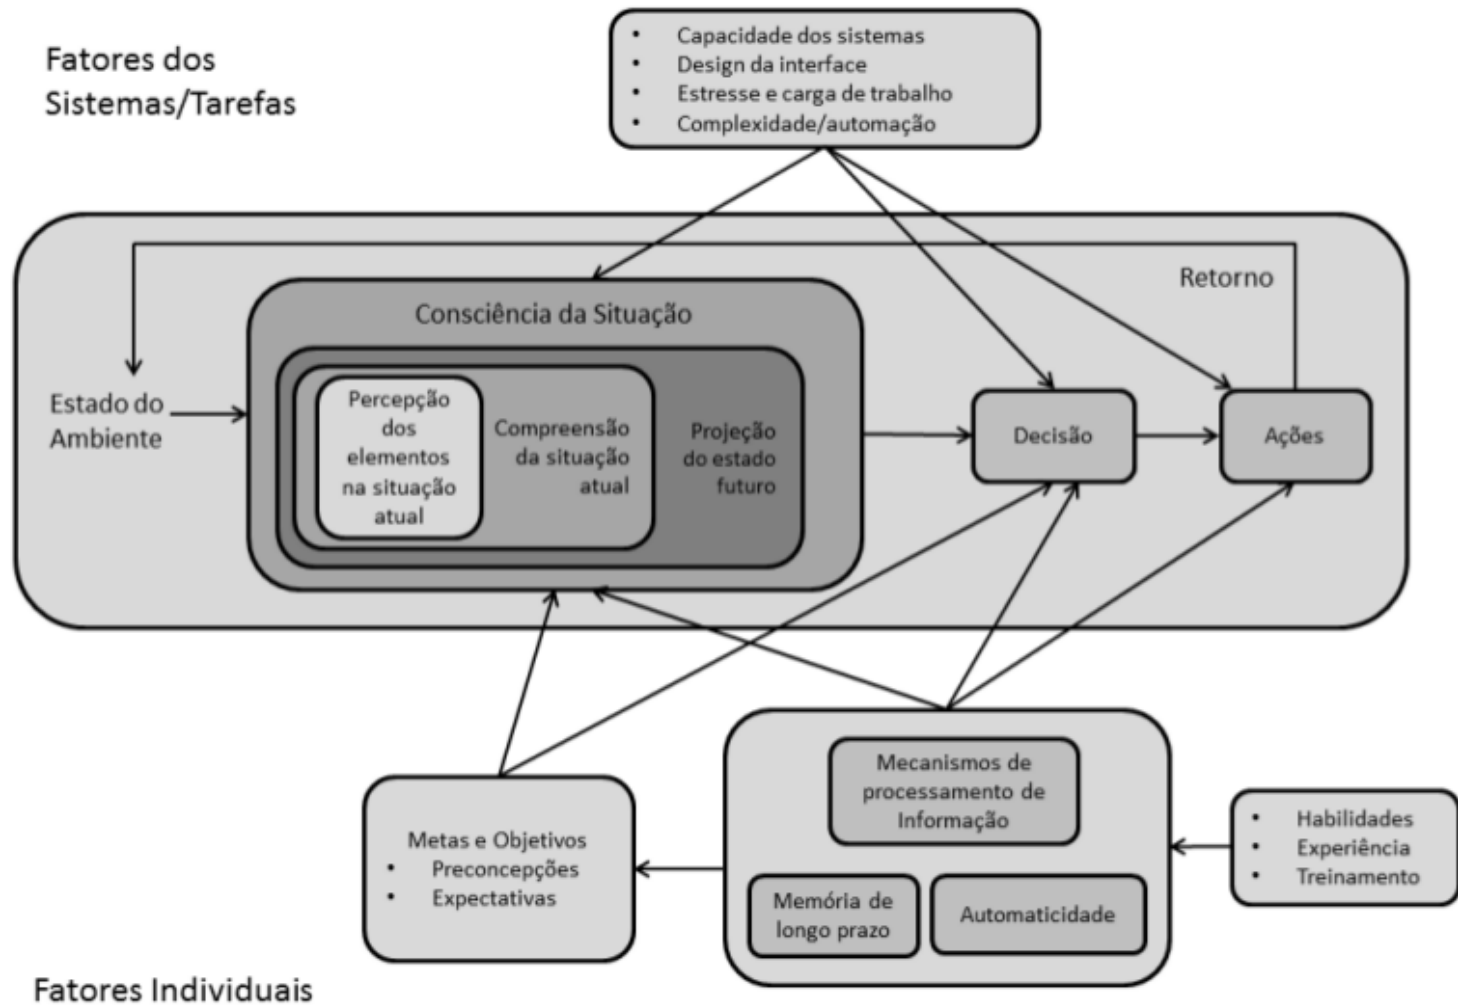 Fatores dos
Sistemas/Tarefas
• Capacidade dos sistemas
• Design da interface
• Estresse e carga de trabalho
• Complexidade/automação
Retorno
Consciência da Situação
Estado do
Ambiente
Percepção
dos
elementos
na situação
atual
Compreensão
da situação
atual
Projeção
do estado
futuro
Decisão
Ações
Mecanismos de
processamento de
Informação
Memória de
longo prazo
Automaticidade
Metas e Objetivos
• Preconcepções
• Expectativas
• Habilidades
• Experiência
• Treinamento
Fatores Individuais